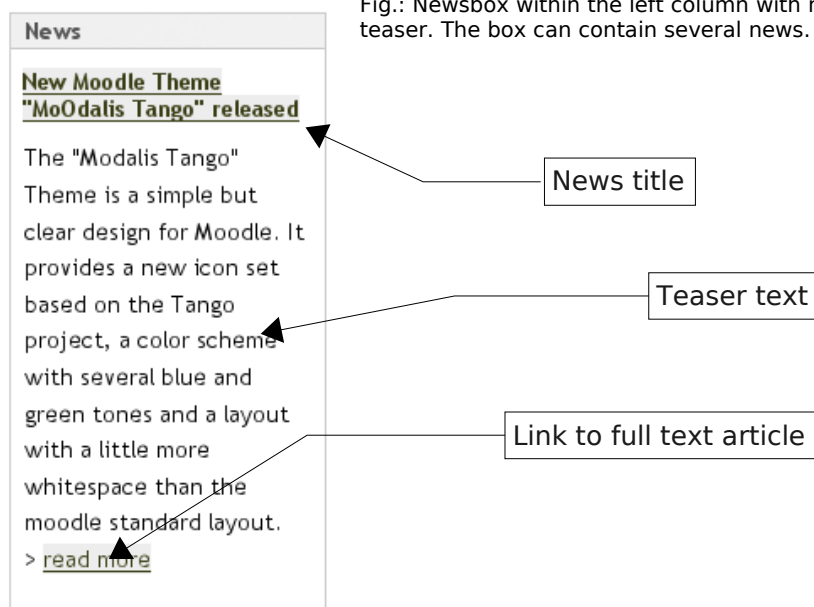 Fig.: Newsbox within the left column with
teaser. The box can contain several news.
News
New Moodle Theme
"MoOdalis Tango" released
The "Modalis Tango"
Theme is a simple but
clear design for Moodle. It
provides a new icon set
based on the Tango
project, a color scheme
with several blue and
green tones and a layout
with a little more
whitespace than the
moodle standard layout.
> read more
News title
Teaser text
Link to full text article